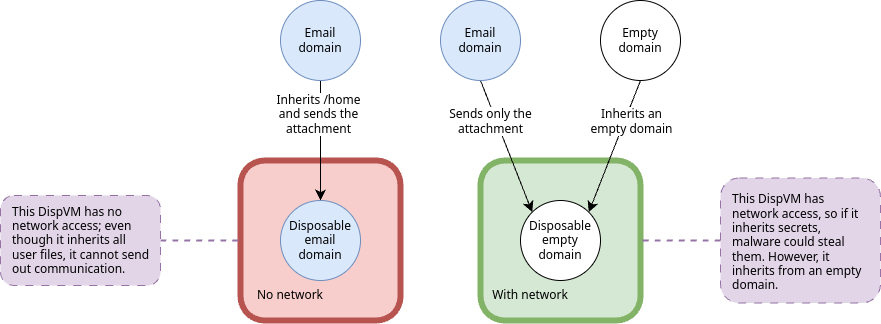 Email
domain
Email
domain
Empty
domain
Inherits /home
and sends the
attachment
Sends only the
attachment
Inherits an
empty domain
This DispVM has no
network access; even
though it inherits all
user files, it cannot send
out communication.
Disposable
email
domain
No network
Disposable
empty
domain
With network
This DispVM has
network access, so if it
inherits secrets,
malware could steal
them. However, it
inherits from an empty
domain.